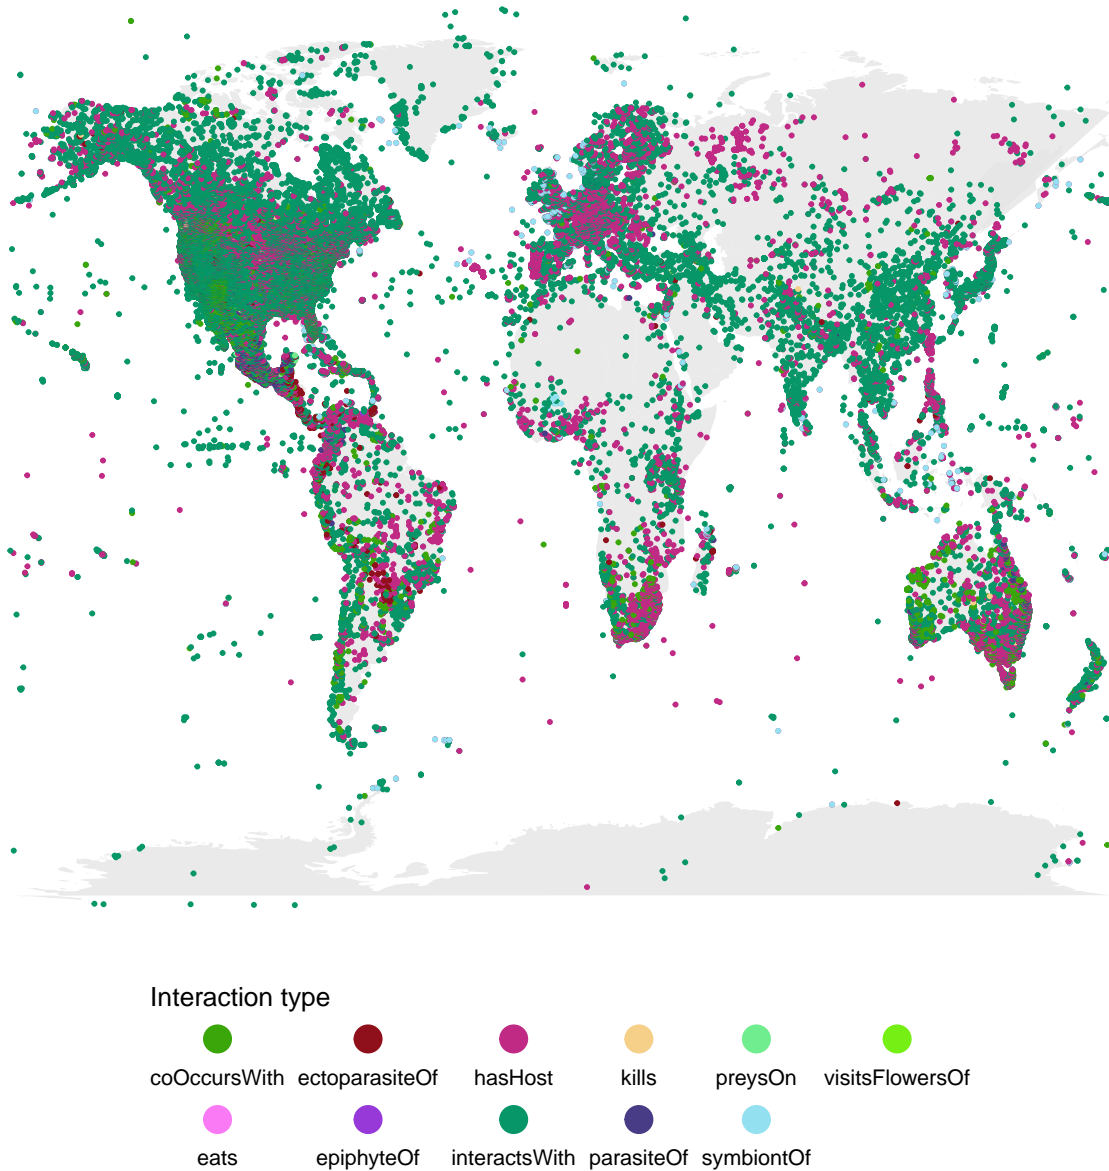 Interaction type
coOccursWith ectoparasiteOf hasHost kills preysOn visitsFlowersOf
eats epiphyteOf interactsWith parasiteOf symbiontOf